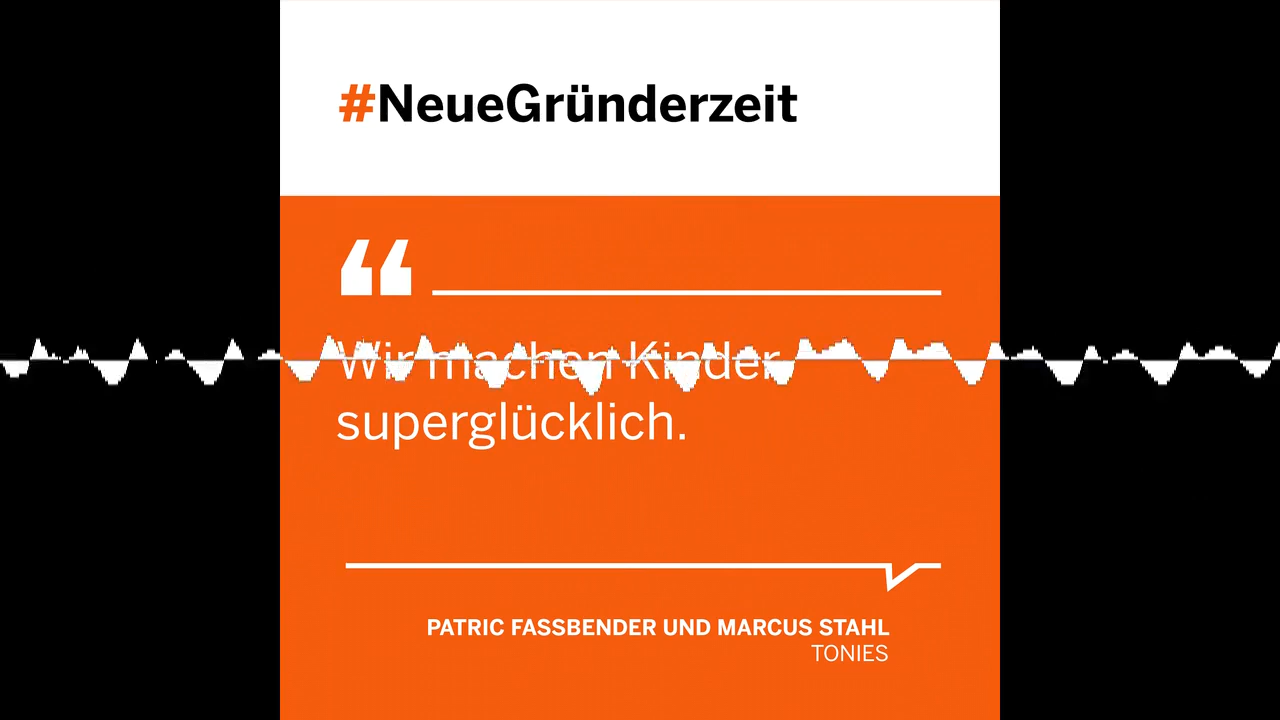 #NeueGründerzeit
“
Wir machen Kinder
superglücklich.
PATRIC FASSBENDER UND MARCUS STAHL
TONIES